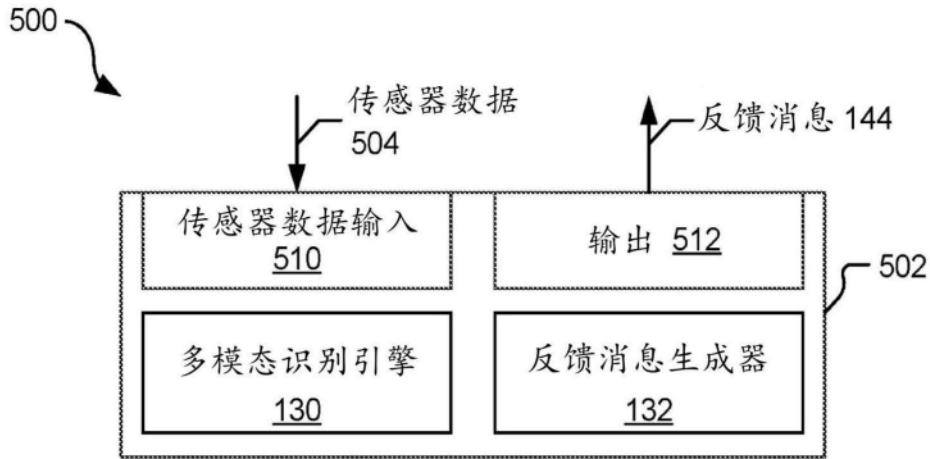 500
传感器数据
504
反馈消息 144
传感器数据输入
510
输出 512
502
多模态识别引擎
130
反馈消息生成器
132